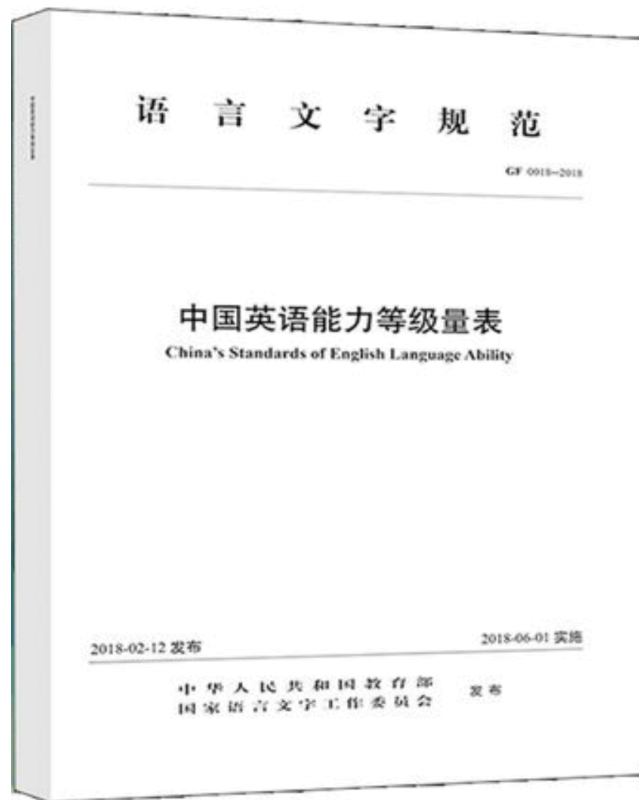 语言文字规范
GF 0018—2018
中国英语能力等级量表
China's Standards of English Language Ability
2018-02-12 发布
2018-06-01 实施
中华人民共和国教育部
国家语言文字工作委员会
发布